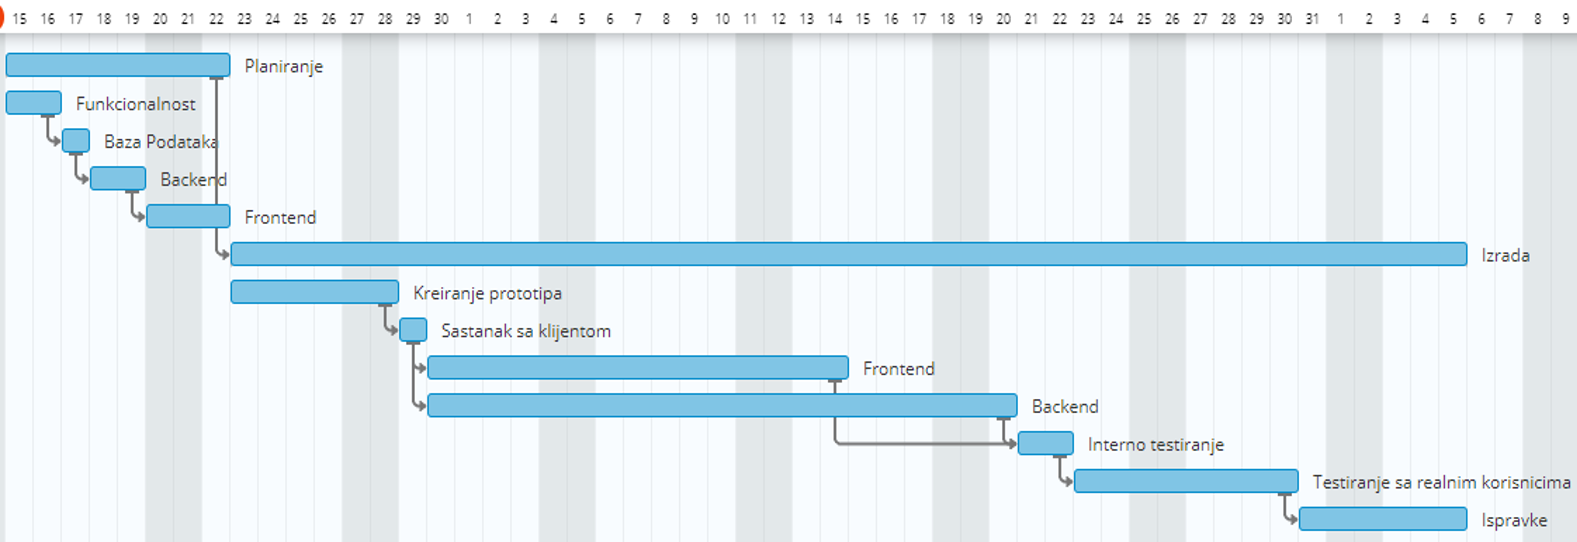 15 16 17 18 19 20 21 22 23 24 25 26 27 28 29 30 1 2 3 4 5 6 7 8 9 10 11 12 13 14 15 16 17 18 19 20 21 22 23 24 25 26 27 28 29 30 31 1 2 3 4 5 6 7 8 9
Planiranje
Funkcionalnost
Baza Podataka
Backend
Frontend
Izrada
Kreiranje prototipa
Sastanak sa klijentom
Frontend
Backend
Interno testiranje
Testiranje sa realnim korisnicima
Ispravke